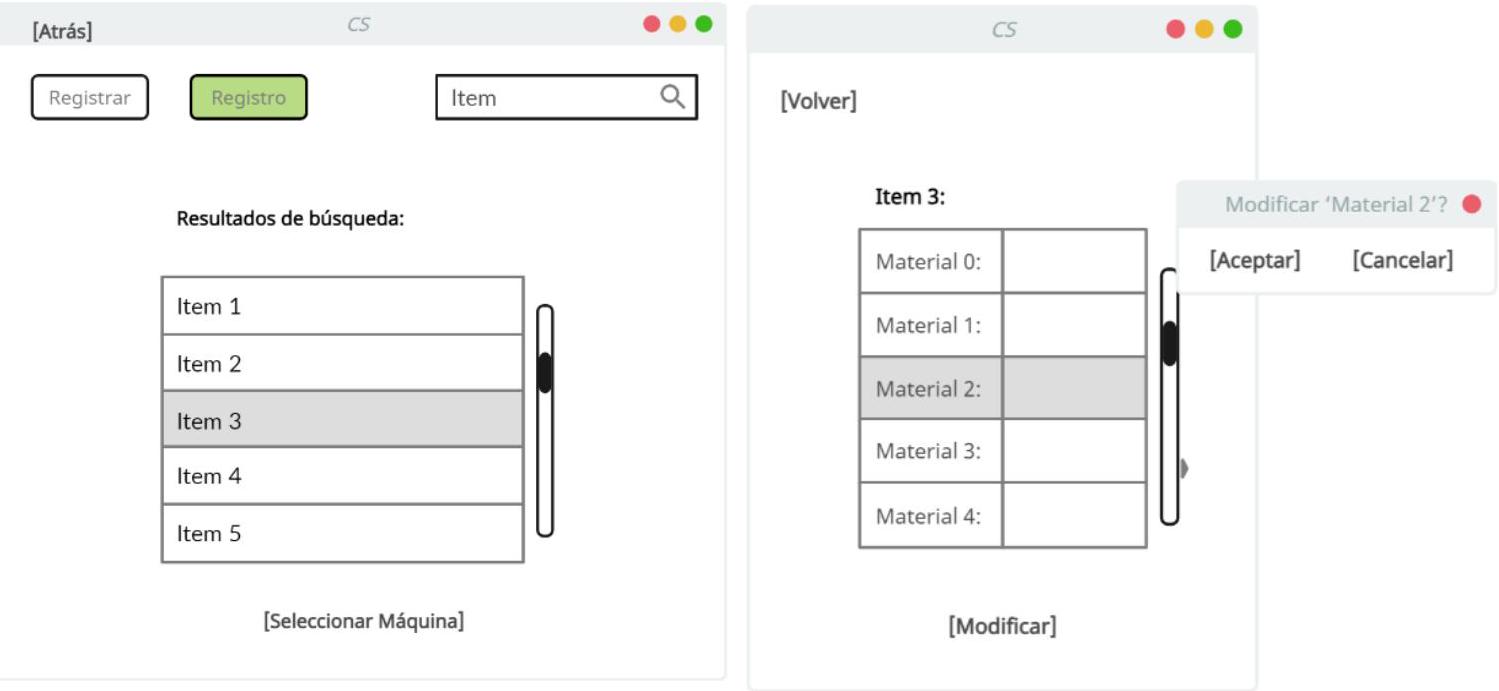 [Atrás]
CS
Registrar
Registro
Item
Resultados de búsqueda:
Item 1
Item 2
Item 3
Item 4
Item 5
[Seleccionar Máquina]
CS
[Volver]
Item 3:
Material 0:
Material 1:
Material 2:
Material 3:
Material 4:
[Modificar]
Modificar ‘Material 2’?
[Aceptar] [Cancelar]